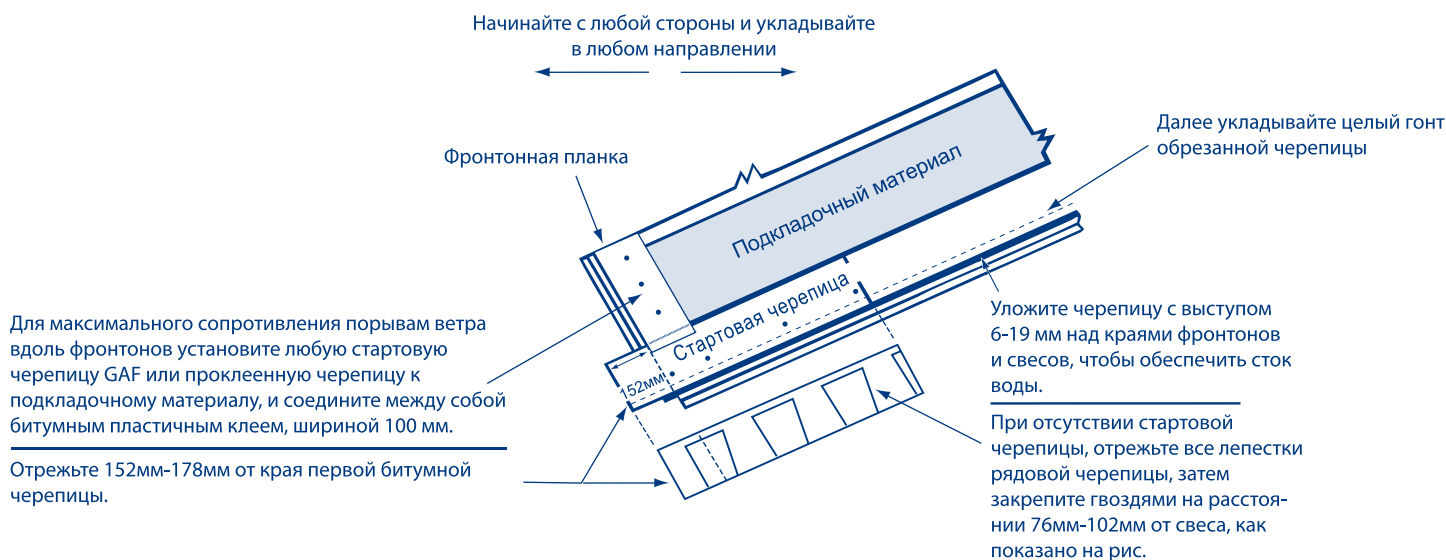 Начинайте с любой стороны и укладывайте
в любом направлении
Далее укладывайте целый гонт
обрезанной черепицы
Фронтонная планка
Подкладочный материал
Стартовая черепица
152мм
Для максимального сопротивления порывам ветра
вдоль фронтонов установите любую стартовую
черепицу GAF или проклеенную черепицу к
подкладочному материалу, и соедините между собой
битумным пластичным клеем, шириной 100 мм.
Отрежьте 152мм-178мм от края первой битумной
черепицы.
Уложите черепицу с выступом
6-19 мм над краями фронтонов
и свесов, чтобы обеспечить сток
воды.
При отсутствии стартовой
черепицы, отрежьте все лепестки
рядовой черепицы, затем
закрепите гвоздями на расстоя-
нии 76мм-102мм от свеса, как
показано на рис.